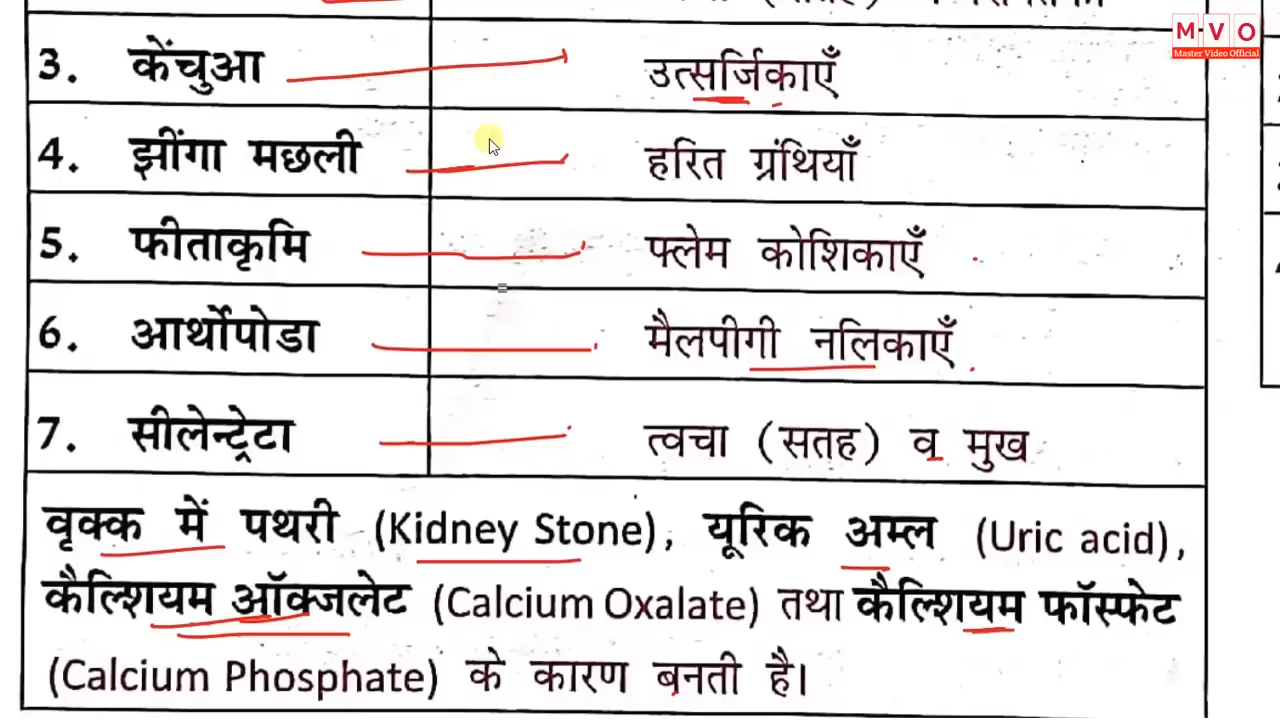 M V O
Master Video Official
3. केंचुआ उत्सर्जिकाएँ
4. झींगा मछली हरित ग्रंथियाँ
5. फीताकृमि फ्लेम कोशिकाएँ
6. आर्थोपोडा मैलपीगी नलिकाएँ
7. सीलेन्ट्रेटा त्वचा (सतह) व मुख
वृक्क में पथरी (Kidney Stone), यूरिक अम्ल (Uric acid),
कैल्शियम ऑक्जलेट (Calcium Oxalate) तथा कैल्शियम फॉस्फेट
(Calcium Phosphate) के कारण बनती है।